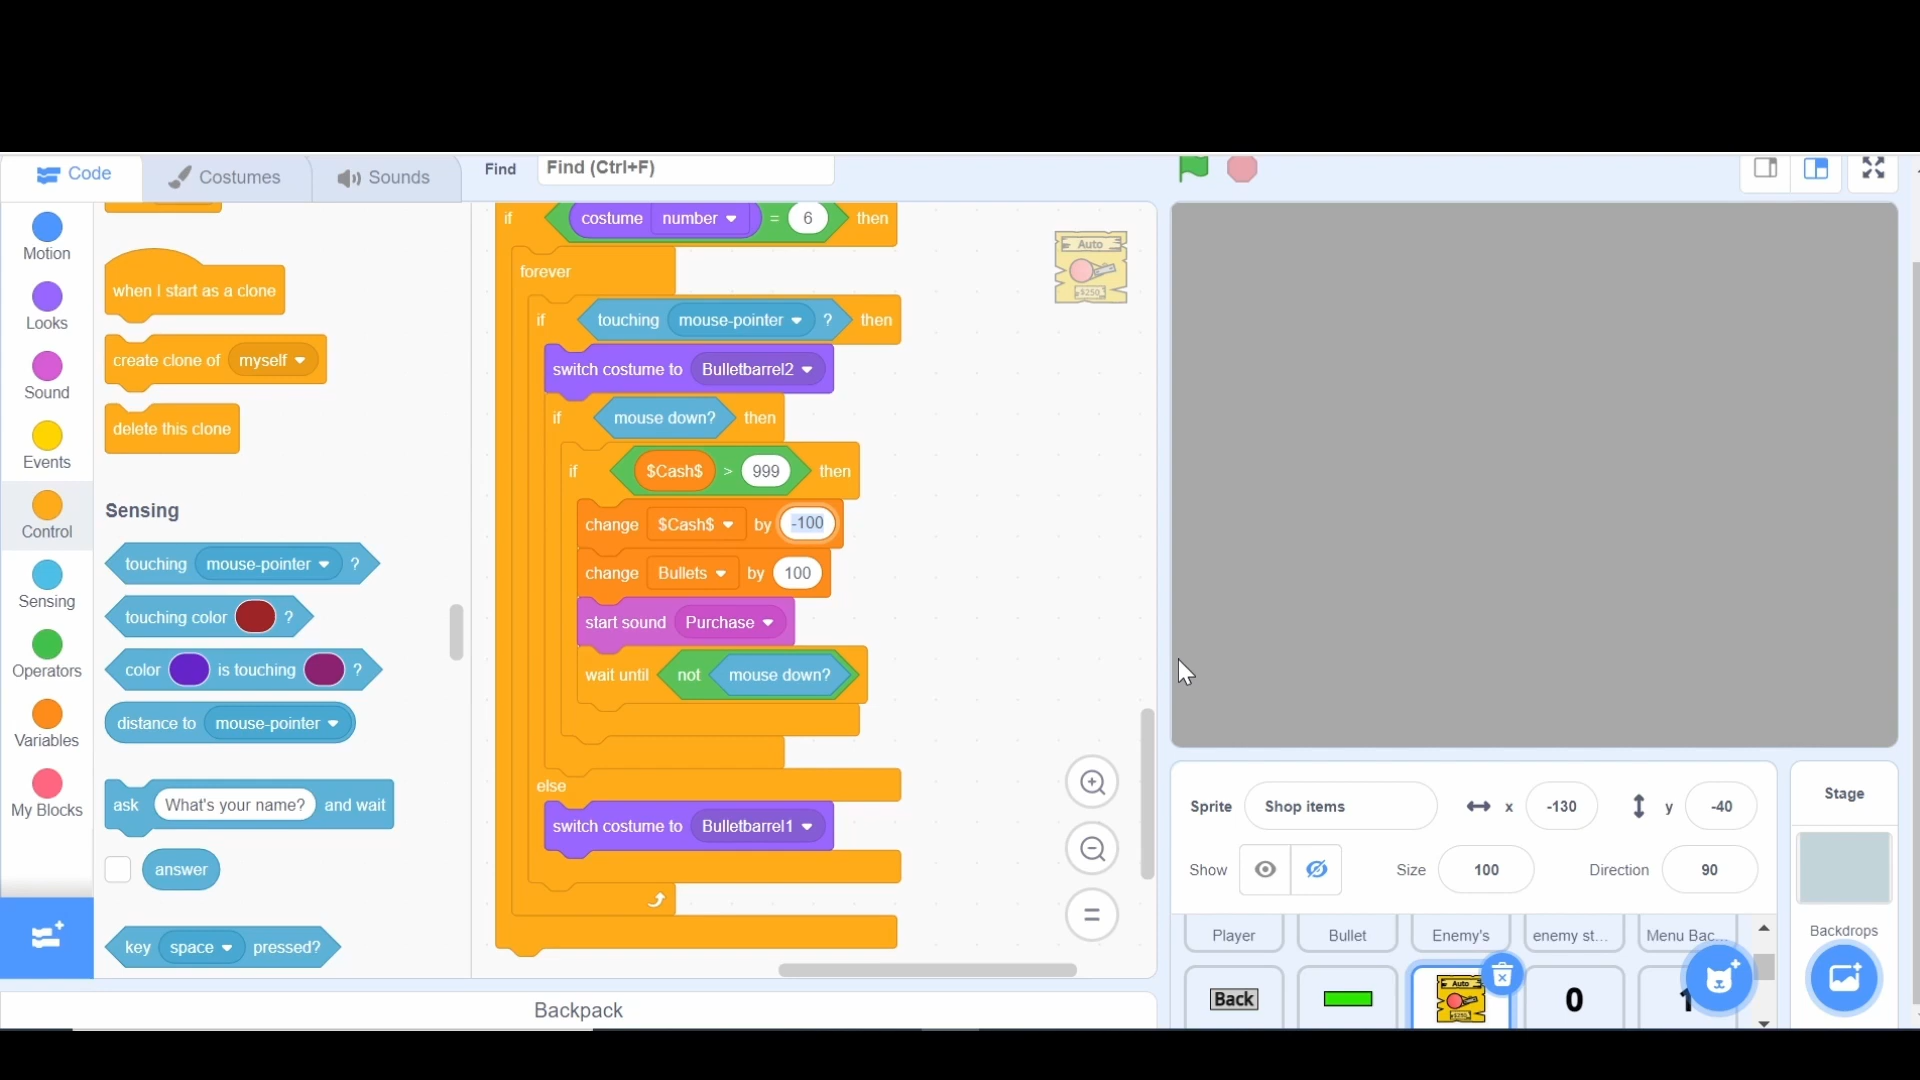 Code
Costumes
Sounds
Find
Find (Ctrl+F)
Motion
Looks
Sound
Events
Control
Sensing
Operators
Variables
My Blocks
when I start as a clone
create clone of myself
delete this clone
Sensing
touching mouse-pointer ?
touching color ?
color is touching ?
distance to mouse-pointer
ask What's your name? and wait
answer
key space pressed?
if costume number = 6 then
forever
if touching mouse-pointer ? then
switch costume to Bulletbarrel2
if mouse down? then
if $Cash$ > 999 then
change $Cash$ by -100
change Bullets by 100
start sound Purchase
wait until not mouse down?
else
switch costume to Bulletbarrel1
Auto
$250
Backpack
Sprite Shop items x -130 y -40
Show Size 100 Direction 90
Player Bullet Enemy's enemy st... Menu Bac...
Back
Auto
$250
0
1
Stage
Backdrops